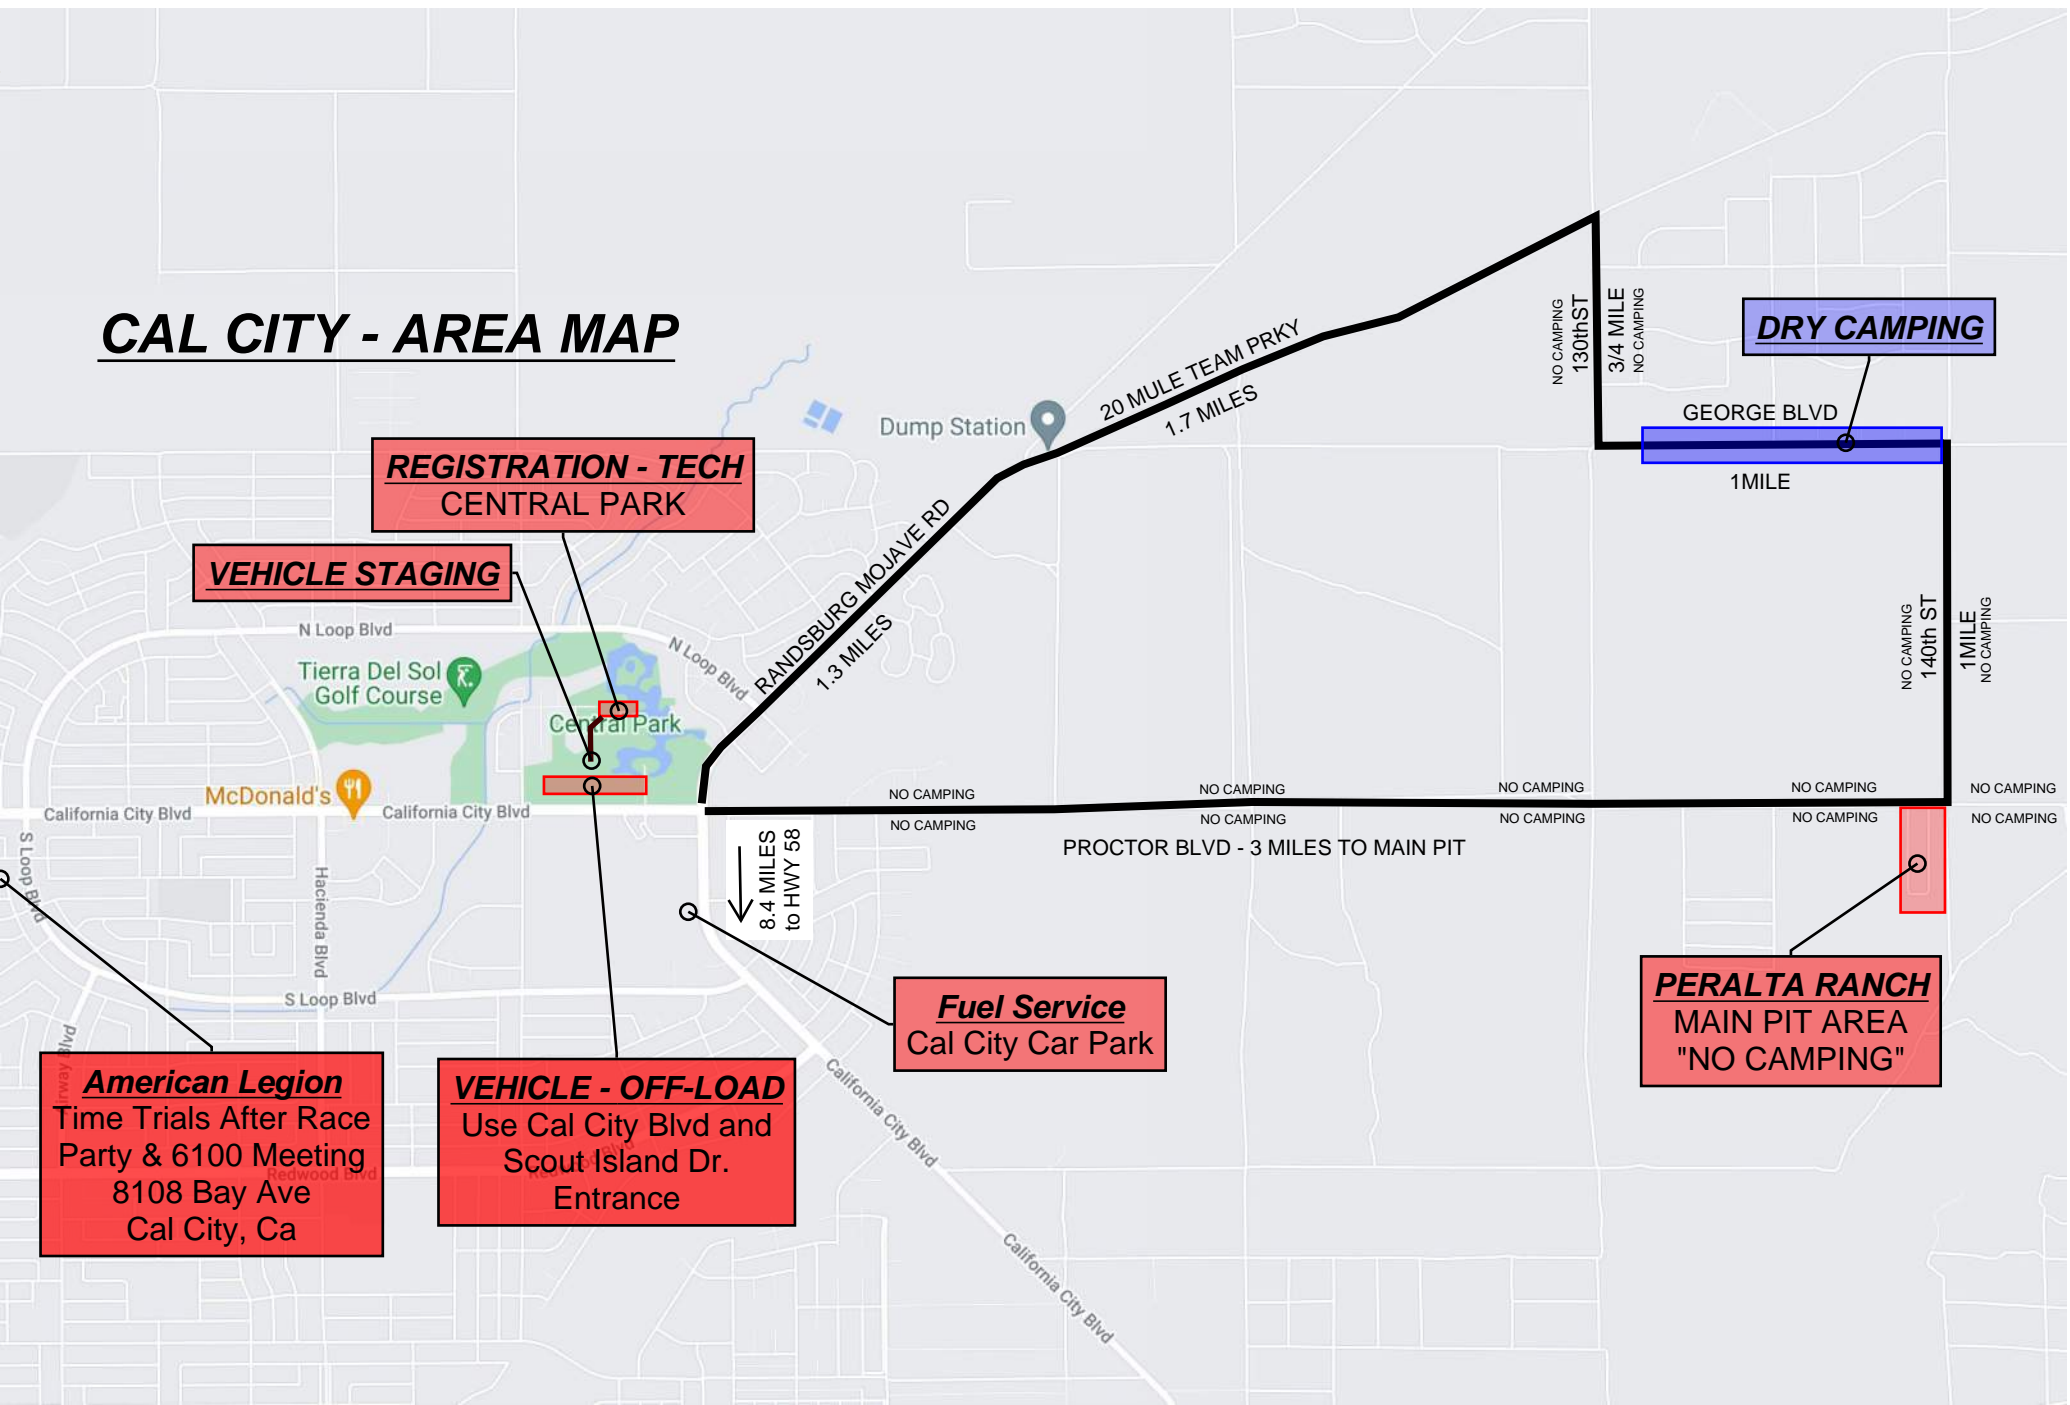 CAL CITY - AREA MAP
REGISTRATION - TECH
CENTRAL PARK
VEHICLE STAGING
N Loop Blvd
Tierra Del Sol
Golf Course
Central Park
N Loop Blvd
McDonald's
California City Blvd
California City Blvd
S Loop Blvd
Hacienda Blvd
S Loop Blvd
Dump Station
20 MULE TEAM PRKY
1.7 MILES
RANDSBURG MOJAVE RD
1.3 MILES
NO CAMPING
130thST
3/4 MILE
NO CAMPING
DRY CAMPING
GEORGE BLVD
1MILE
NO CAMPING
140th ST
1MILE
NO CAMPING
NO CAMPING
NO CAMPING
NO CAMPING
NO CAMPING
NO CAMPING
NO CAMPING
NO CAMPING
NO CAMPING
NO CAMPING
NO CAMPING
PROCTOR BLVD - 3 MILES TO MAIN PIT
8.4 MILES
to HWY 58
Fuel Service
Cal City Car Park
PERALTA RANCH
MAIN PIT AREA
"NO CAMPING"
American Legion
Time Trials After Race
Party & 6100 Meeting
8108 Bay Ave
Cal City, Ca
VEHICLE - OFF-LOAD
Use Cal City Blvd and
Scout Island Dr.
Entrance
Redwood Blvd
Redwood Blvd
California City Blvd
California City Blvd